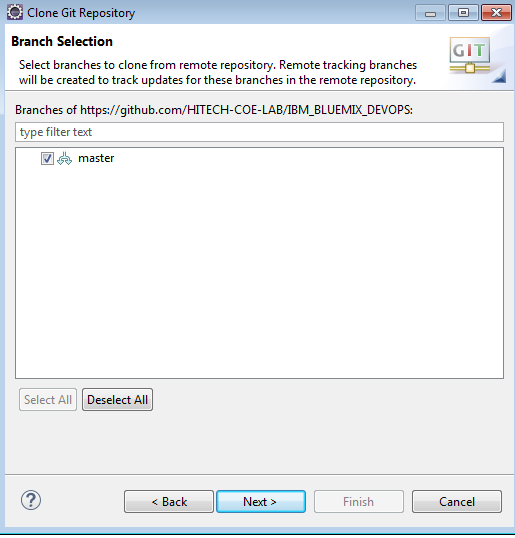 Clone Git Repository
Branch Selection
Select branches to clone from remote repository. Remote tracking branches
will be created to track updates for these branches in the remote repository.
GIT
Branches of https://github.com/HITECH-COE-LAB/IBM_BLUEMIX_DEVOPS:
type filter text
master
Select All
Deselect All
?
< Back
Next >
Finish
Cancel